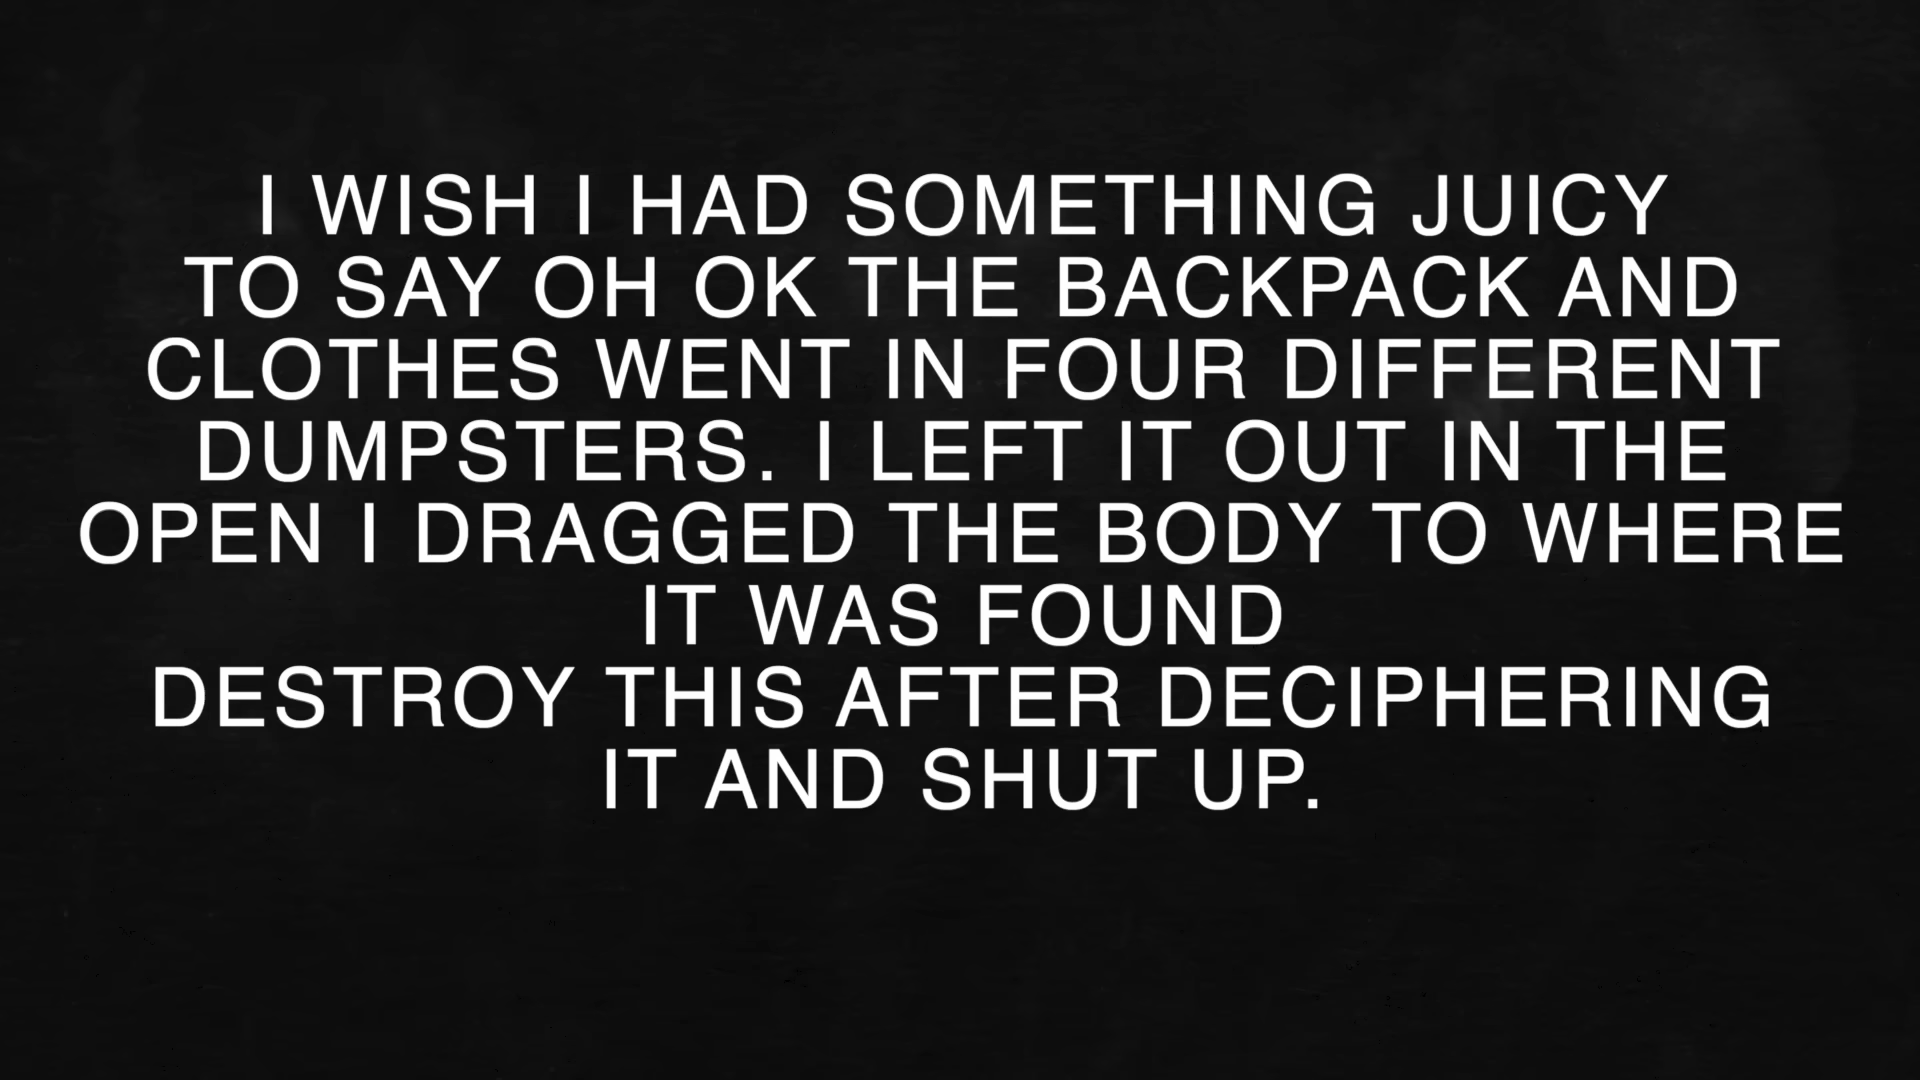 I WISH I HAD SOMETHING JUICY
TO SAY OH OK THE BACKPACK AND
CLOTHES WENT IN FOUR DIFFERENT
DUMPSTERS. I LEFT IT OUT IN THE
OPEN I DRAGGED THE BODY TO WHERE
IT WAS FOUND
DESTROY THIS AFTER DECIPHERING
IT AND SHUT UP.